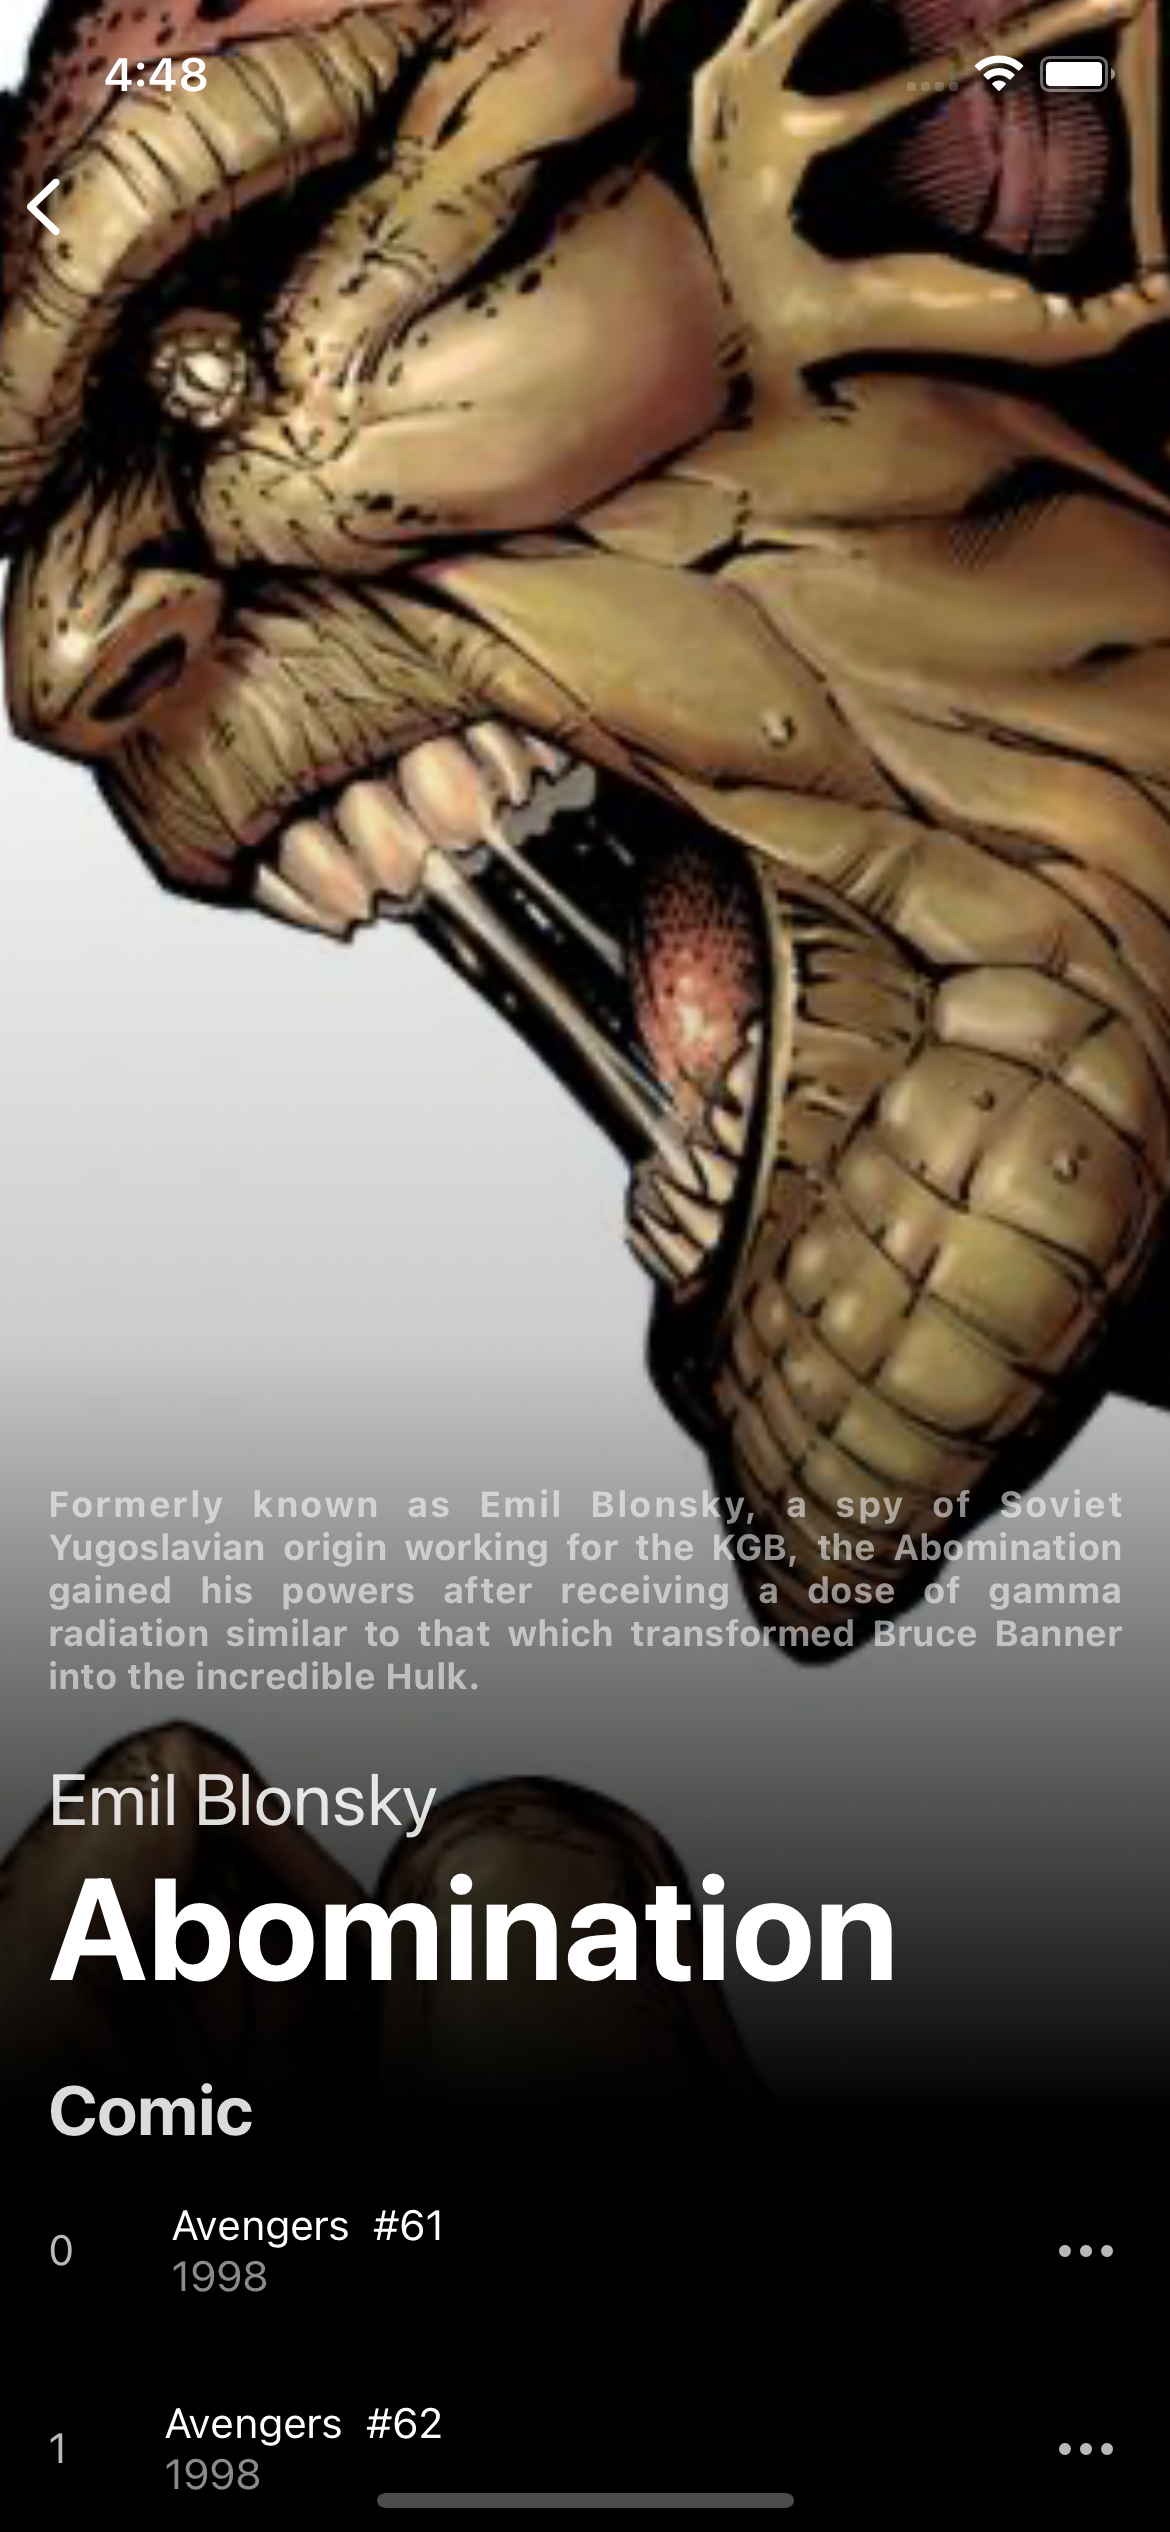 4:48
Formerly known as Emil Blonsky, a spy of Soviet
Yugoslavian origin working for the KGB, the Abomination
gained his powers after receiving a dose of gamma
radiation similar to that which transformed Bruce Banner
into the incredible Hulk.
Emil Blonsky
Abomination
Comic
0
Avengers #61
1998
1
Avengers #62
1998